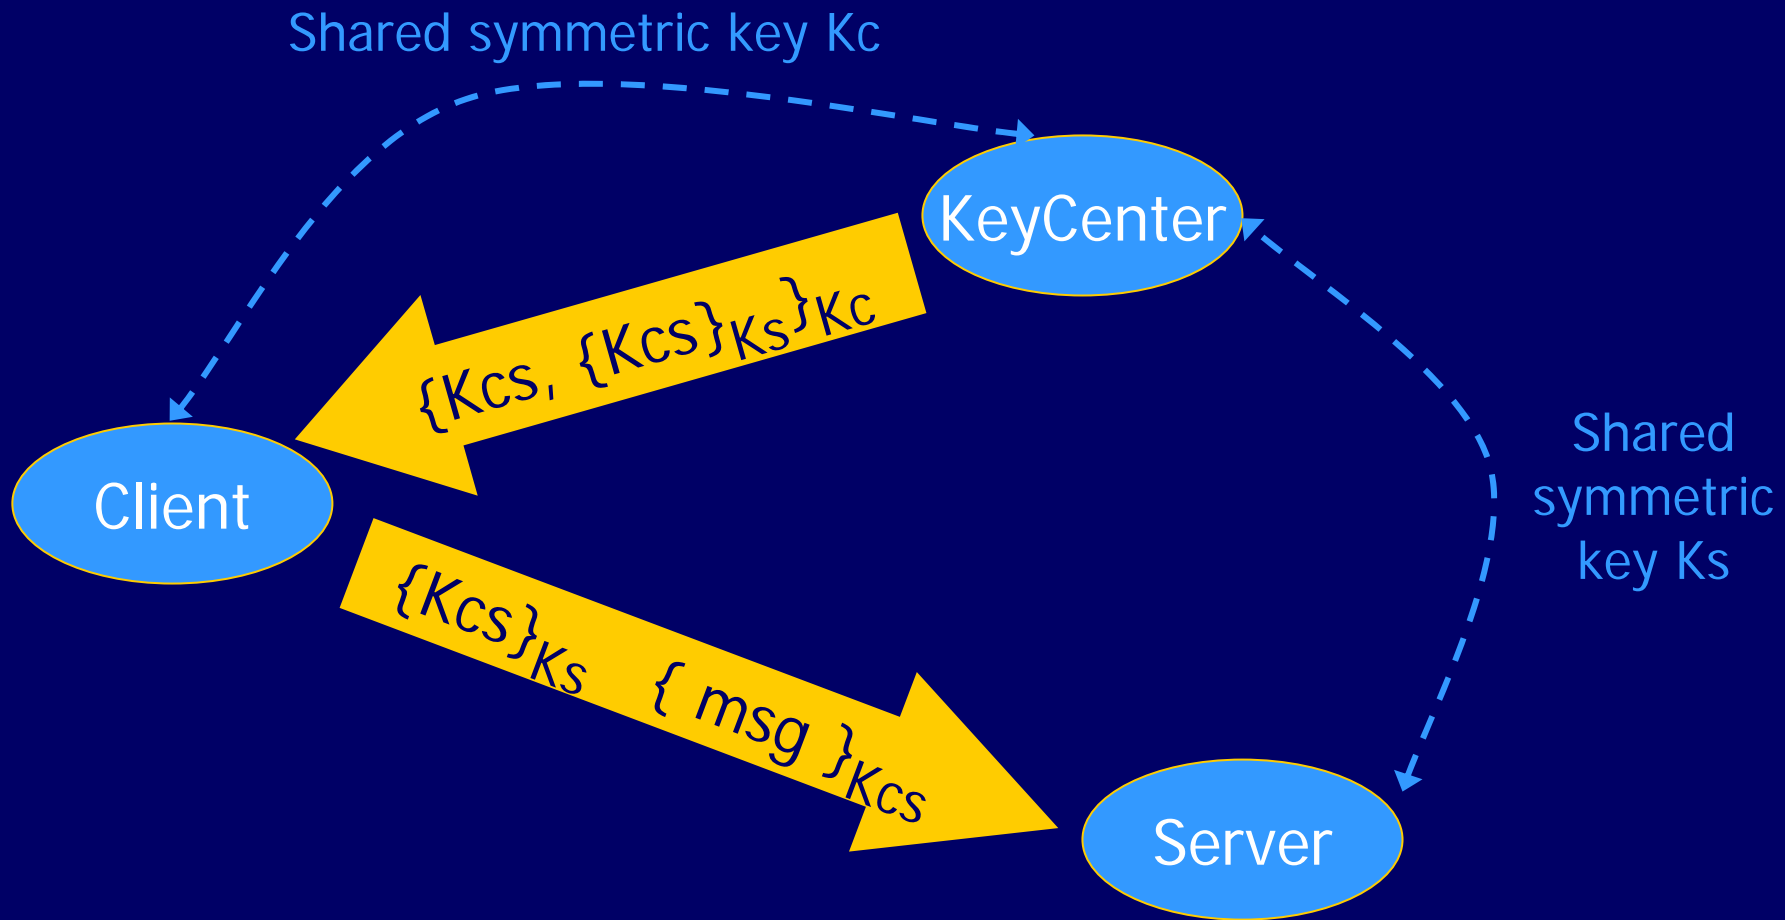 Shared symmetric key Kc
KeyCenter
{Kcs, {Kcs}Ks}Kc
Client
Shared
symmetric
key Ks
{Kcs}Ks { msg }Kcs
Server